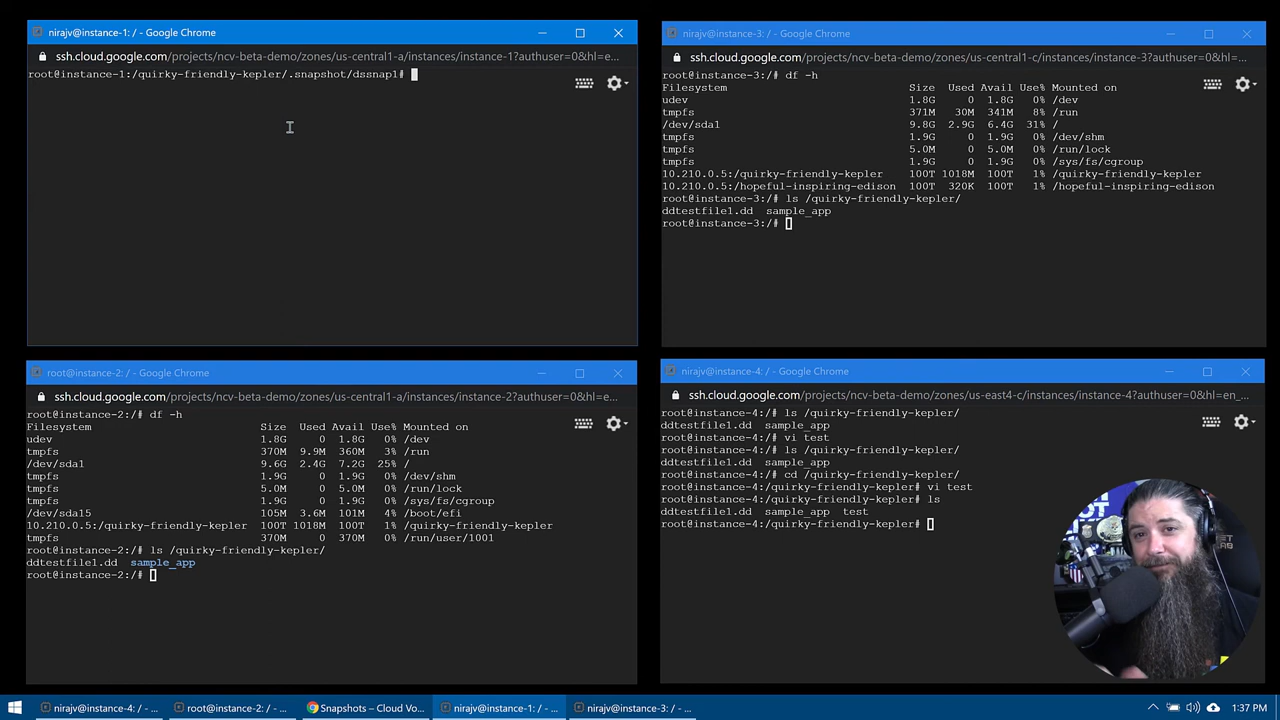 nirajv@instance-1: / - Google Chrome
ssh.cloud.google.com/projects/ncv-beta-demo/zones/us-central1-a/instances/instance-1?authuser=0&hl=e...
root@instance-1:/quirky-friendly-kepler/.snapshot/dssnap1#
nirajv@instance-3: / - Google Chrome
ssh.cloud.google.com/projects/ncv-beta-demo/zones/us-central1-c/instances/instance-3?authuser=0&hl=...
root@instance-3:/# df -h
Filesystem Size Used Avail Use% Mounted on
udev 1.8G 0 1.8G 0% /dev
tmpfs 371M 30M 341M 8% /run
/dev/sda1 9.8G 2.9G 6.4G 31% /
tmpfs 1.9G 0 1.9G 0% /dev/shm
tmpfs 5.0M 0 5.0M 0% /run/lock
tmpfs 1.9G 0 1.9G 0% /sys/fs/cgroup
10.210.0.5:/quirky-friendly-kepler 100T 1018M 100T 1% /quirky-friendly-kepler
10.210.0.5:/hopeful-inspiring-edison 100T 320K 100T 1% /hopeful-inspiring-edison
root@instance-3:/# ls /quirky-friendly-kepler/
ddtestfile1.dd sample_app
root@instance-3:/#
root@instance-2: / - Google Chrome
ssh.cloud.google.com/projects/ncv-beta-demo/zones/us-central1-a/instances/instance-2?authuser=0&hl=e...
root@instance-2:/# df -h
Filesystem Size Used Avail Use% Mounted on
udev 1.8G 0 1.8G 0% /dev
tmpfs 370M 9.9M 360M 3% /run
/dev/sda1 9.6G 2.4G 7.2G 25% /
tmpfs 1.9G 0 1.9G 0% /dev/shm
tmpfs 5.0M 0 5.0M 0% /run/lock
tmpfs 1.9G 0 1.9G 0% /sys/fs/cgroup
/dev/sda15 105M 3.6M 101M 4% /boot/efi
10.210.0.5:/quirky-friendly-kepler 100T 1018M 100T 1% /quirky-friendly-kepler
tmpfs 370M 0 370M 0% /run/user/1001
root@instance-2:/# ls /quirky-friendly-kepler/
ddtestfile1.dd sample_app
root@instance-2:/#
nirajv@instance-4: / - Google Chrome
ssh.cloud.google.com/projects/ncv-beta-demo/zones/us-east4-c/instances/instance-4?authuser=0&hl=en_...
root@instance-4:/# ls /quirky-friendly-kepler/
ddtestfile1.dd sample_app
root@instance-4:/# vi test
root@instance-4:/# ls /quirky-friendly-kepler/
ddtestfile1.dd sample_app
root@instance-4:/# cd /quirky-friendly-kepler/
root@instance-4:/quirky-friendly-kepler# vi test
root@instance-4:/quirky-friendly-kepler# ls
ddtestfile1.dd sample_app test
root@instance-4:/quirky-friendly-kepler#
nirajv@instance-4: / - ...
root@instance-2: / - ...
Snapshots – Cloud Vo...
nirajv@instance-1: / - ...
nirajv@instance-3: / - ...
1:37 PM